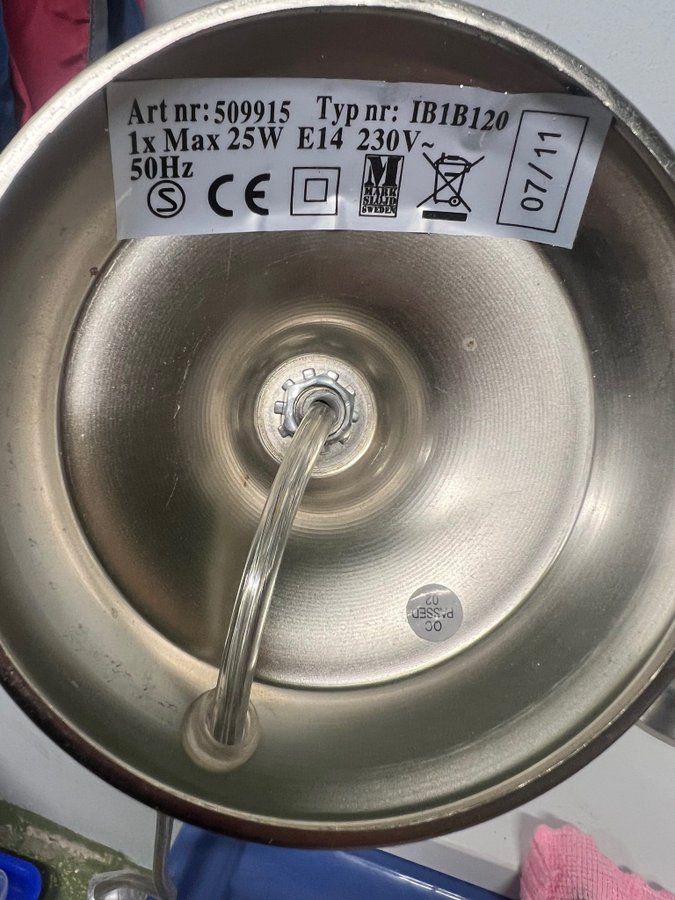 Art nr: 509915 Typ nr: IB1B120
1x Max 25W E14 230V~
50Hz
S CE M
MARK
SLÖJD
SWEDEN
07/11
QC
PASSED
02